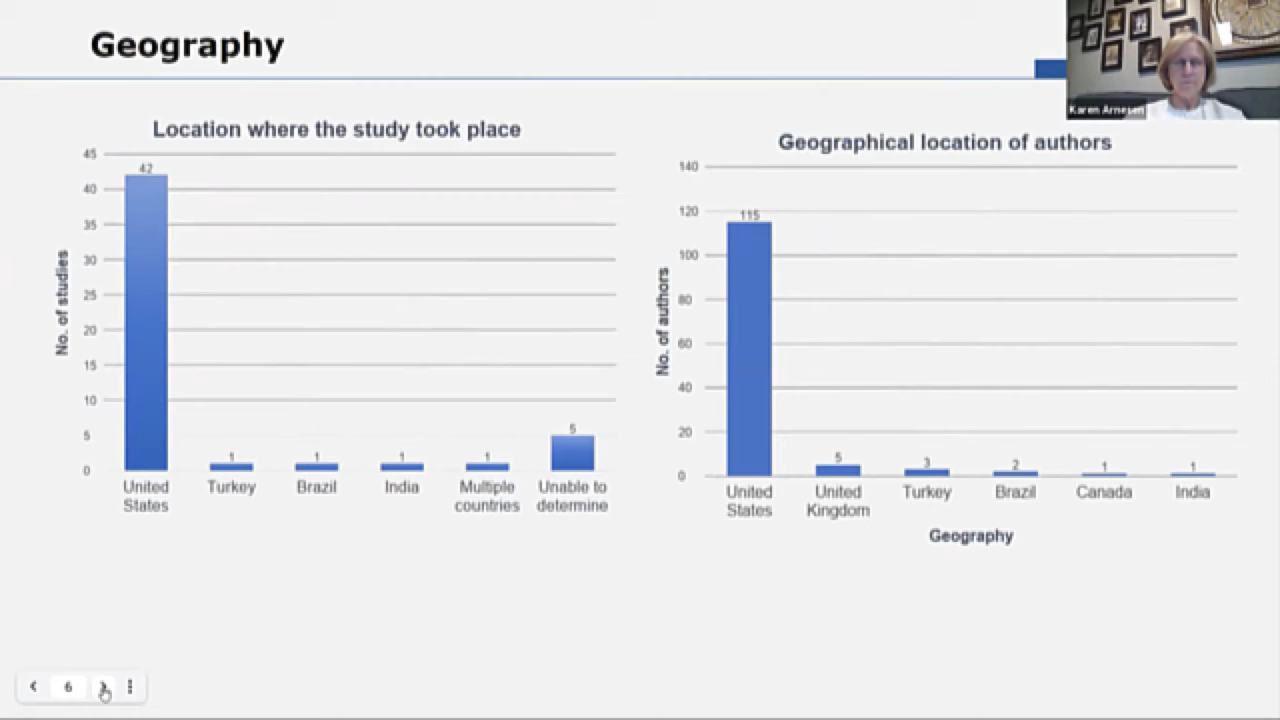 Geography
Karen Arnesen
Location where the study took place
45
40
35
30
25
20
15
10
5
0
No. of studies
42
1
1
1
1
5
United States
Turkey
Brazil
India
Multiple countries
Unable to determine
Geographical location of authors
140
120
100
80
60
40
20
0
No. of authors
115
5
3
2
1
1
United States
United Kingdom
Turkey
Brazil
Canada
India
Geography
6